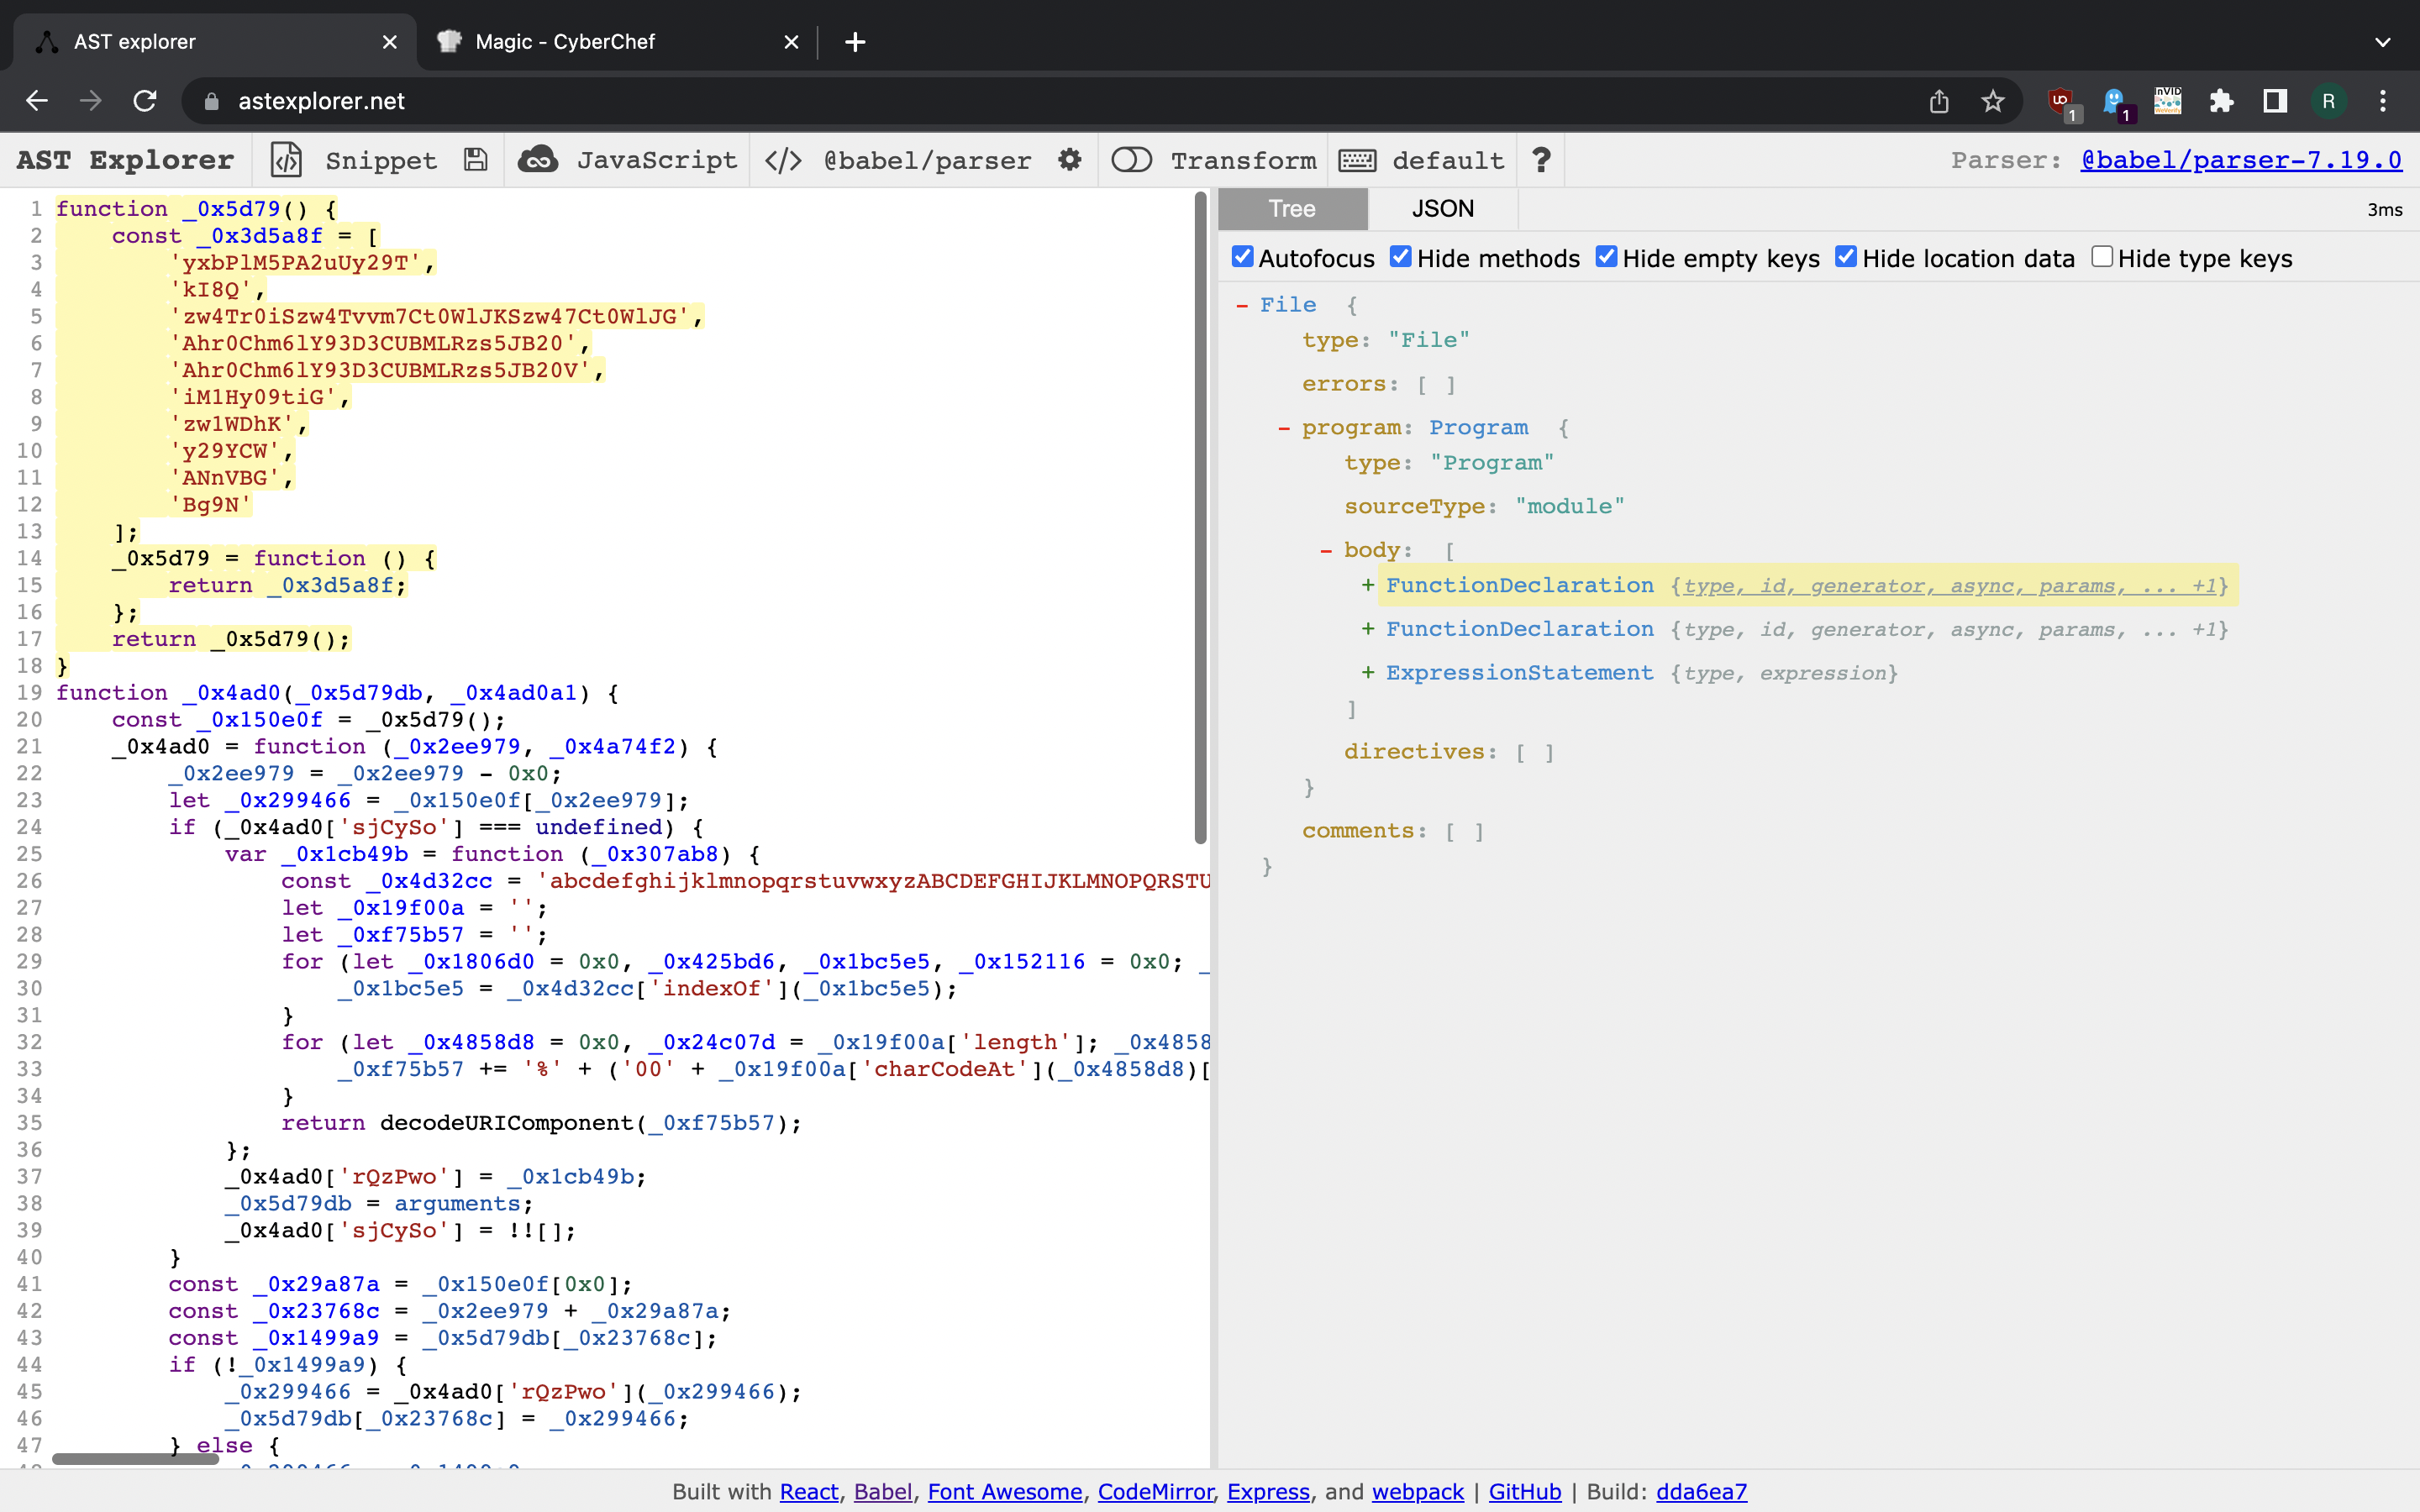 AST explorer
Magic - CyberChef
astexplorer.net
AST Explorer
Snippet
JavaScript
@babel/parser
Transform
default
?
Parser: @babel/parser-7.19.0
1 function _0x5d79() {
2 const _0x3d5a8f = [
3 'yxbPlM5PA2uUy29T',
4 'kI8Q',
5 'zw4Tr0iSzw4Tvvm7Ct0WlJKSzw47Ct0WlJG',
6 'Ahr0Chm6lY93D3CUBMLRzs5JB20',
7 'Ahr0Chm6lY93D3CUBMLRzs5JB20V',
8 'iM1Hy09tiG',
9 'zw1WDhK',
10 'y29YCW',
11 'ANnVBG',
12 'Bg9N'
13 ];
14 _0x5d79 = function () {
15 return _0x3d5a8f;
16 };
17 return _0x5d79();
18 }
19 function _0x4ad0(_0x5d79db, _0x4ad0a1) {
20 const _0x150e0f = _0x5d79();
21 _0x4ad0 = function (_0x2ee979, _0x4a74f2) {
22 _0x2ee979 = _0x2ee979 - 0x0;
23 let _0x299466 = _0x150e0f[_0x2ee979];
24 if (_0x4ad0['sjCySo'] === undefined) {
25 var _0x1cb49b = function (_0x307ab8) {
26 const _0x4d32cc = 'abcdefghijklmnopqrstuvwxyzABCDEFGHIJKLMNOPQRSTU
27 let _0x19f00a = '';
28 let _0xf75b57 = '';
29 for (let _0x1806d0 = 0x0, _0x425bd6, _0x1bc5e5, _0x152116 = 0x0; _
30 _0x1bc5e5 = _0x4d32cc['indexOf'](_0x1bc5e5);
31 }
32 for (let _0x4858d8 = 0x0, _0x24c07d = _0x19f00a['length']; _0x4858
33 _0xf75b57 += '%' + ('00' + _0x19f00a['charCodeAt'](_0x4858d8)[
34 }
35 return decodeURIComponent(_0xf75b57);
36 };
37 _0x4ad0['rQzPwo'] = _0x1cb49b;
38 _0x5d79db = arguments;
39 _0x4ad0['sjCySo'] = !![];
40 }
41 const _0x29a87a = _0x150e0f[0x0];
42 const _0x23768c = _0x2ee979 + _0x29a87a;
43 const _0x1499a9 = _0x5d79db[_0x23768c];
44 if (!_0x1499a9) {
45 _0x299466 = _0x4ad0['rQzPwo'](_0x299466);
46 _0x5d79db[_0x23768c] = _0x299466;
47 } else {
Tree
JSON
3ms
Autofocus Hide methods Hide empty keys Hide location data Hide type keys
- File {
type: "File"
errors: [ ]
- program: Program {
type: "Program"
sourceType: "module"
- body: [
+ FunctionDeclaration {type, id, generator, async, params, ... +1}
+ FunctionDeclaration {type, id, generator, async, params, ... +1}
+ ExpressionStatement {type, expression}
]
directives: [ ]
}
comments: [ ]
}
Built with React, Babel, Font Awesome, CodeMirror, Express, and webpack | GitHub | Build: dda6ea7